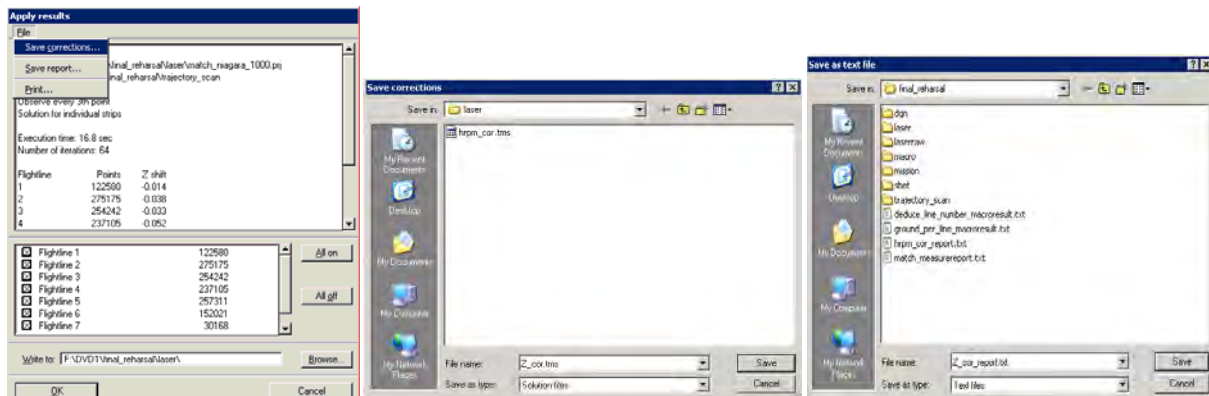 Apply results
File
Save corrections...
Save report...
Print...
\final_reharsal\laser\match_niagara_1000.prj
nal_reharsal\trajectory_scan
Observe every 3th point
Solution for individual strips
Execution time: 16.8 sec
Number of iterations: 64
Flightline Points Z shift
1 122580 -0.014
2 275175 -0.038
3 254242 -0.033
4 237105 -0.052
Flightline 1 122580
Flightline 2 275175
Flightline 3 254242
Flightline 4 237105
Flightline 5 257311
Flightline 6 152021
Flightline 7 30168
All on
All off
Write to: F:\DVD1\final_reharsal\laser\
Browse...
OK
Cancel
Save corrections
Save in: laser
hrpm_cor.tms
My Recent
Documents
Desktop
My Documents
My Computer
My Network
Places
File name: Z_cor.tms
Save
Save as type: Solution files
Cancel
Save as text file
Save in: final_reharsal
dgn
laser
laserraw
macro
mission
sbet
trajectory_scan
deduce_line_number_macroresult.txt
ground_per_line_macroresult.txt
hrpm_cor_report.txt
match_measurereport.txt
My Recent
Documents
Desktop
My Documents
My Computer
My Network
Places
File name: Z_cor_report.txt
Save
Save as type: Text files
Cancel